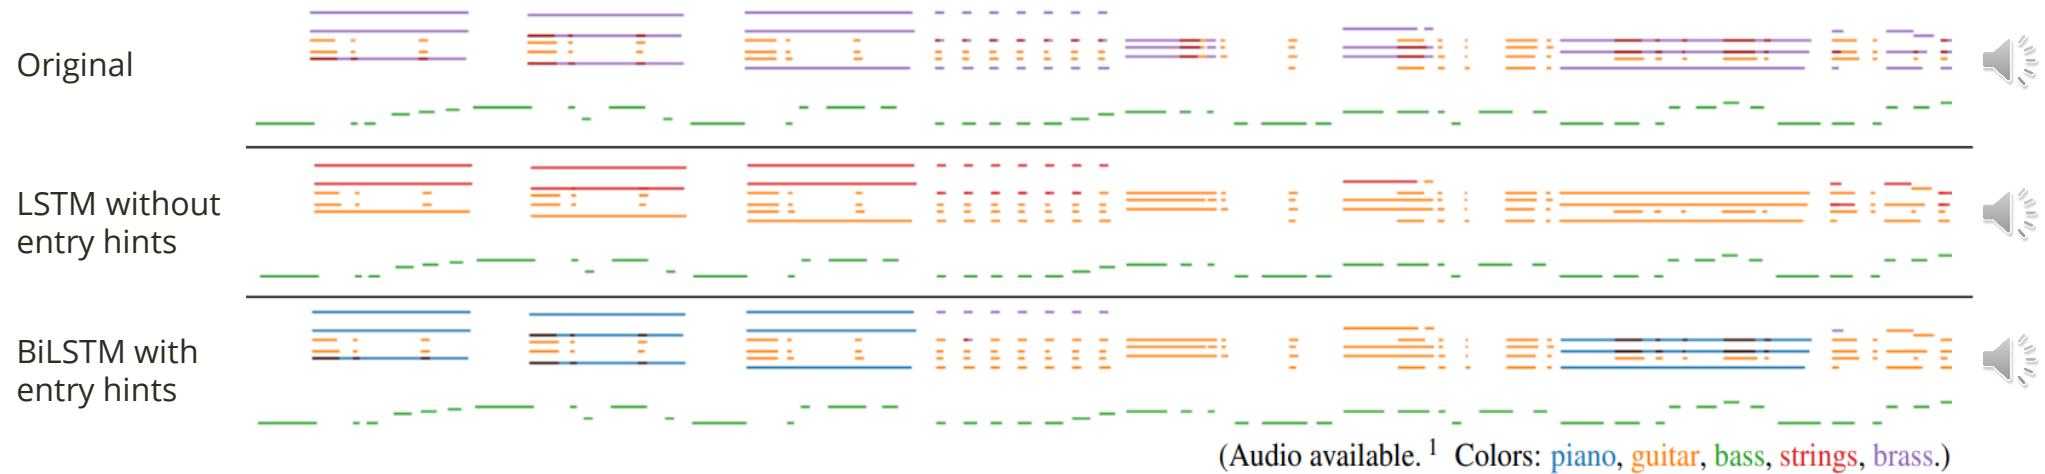 Original
LSTM without
entry hints
BiLSTM with
entry hints
(Audio available. 1 Colors: piano, guitar, bass, strings, brass.)